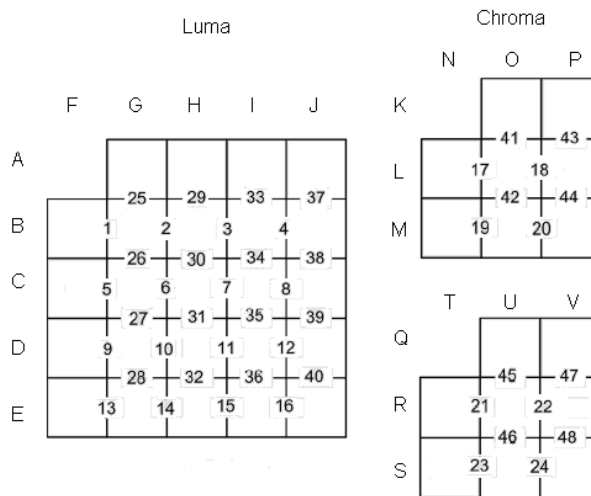 Luma
F G H I J
A
25 29 33 37
B 1 2 3 4
26 30 34 38
C 5 6 7 8
27 31 35 39
D 9 10 11 12
28 32 36 40
E 13 14 15 16
Chroma
N O P
K
41 43
L 17 18
42 44
M 19 20
T U V
Q
45 47
R 21 22
46 48
S 23 24